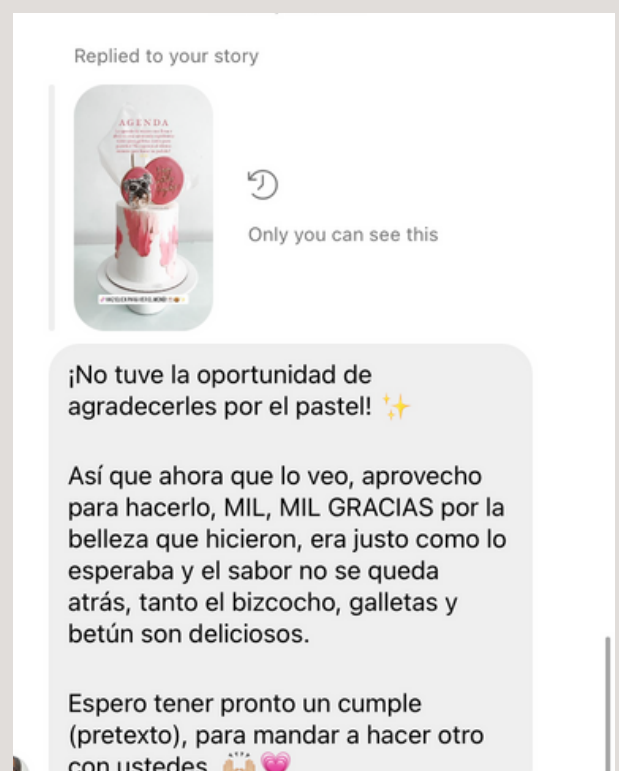 Replied to your story
AGENDA
Only you can see this
¡No tuve la oportunidad de
agradecerles por el pastel! ✨
Así que ahora que lo veo, aprovecho
para hacerlo, MIL, MIL GRACIAS por la
belleza que hicieron, era justo como lo
esperaba y el sabor no se queda
atrás, tanto el bizcocho, galletas y
betún son deliciosos.
Espero tener pronto un cumple
(pretexto), para mandar a hacer otro
con ustedes 🙌🏼💗